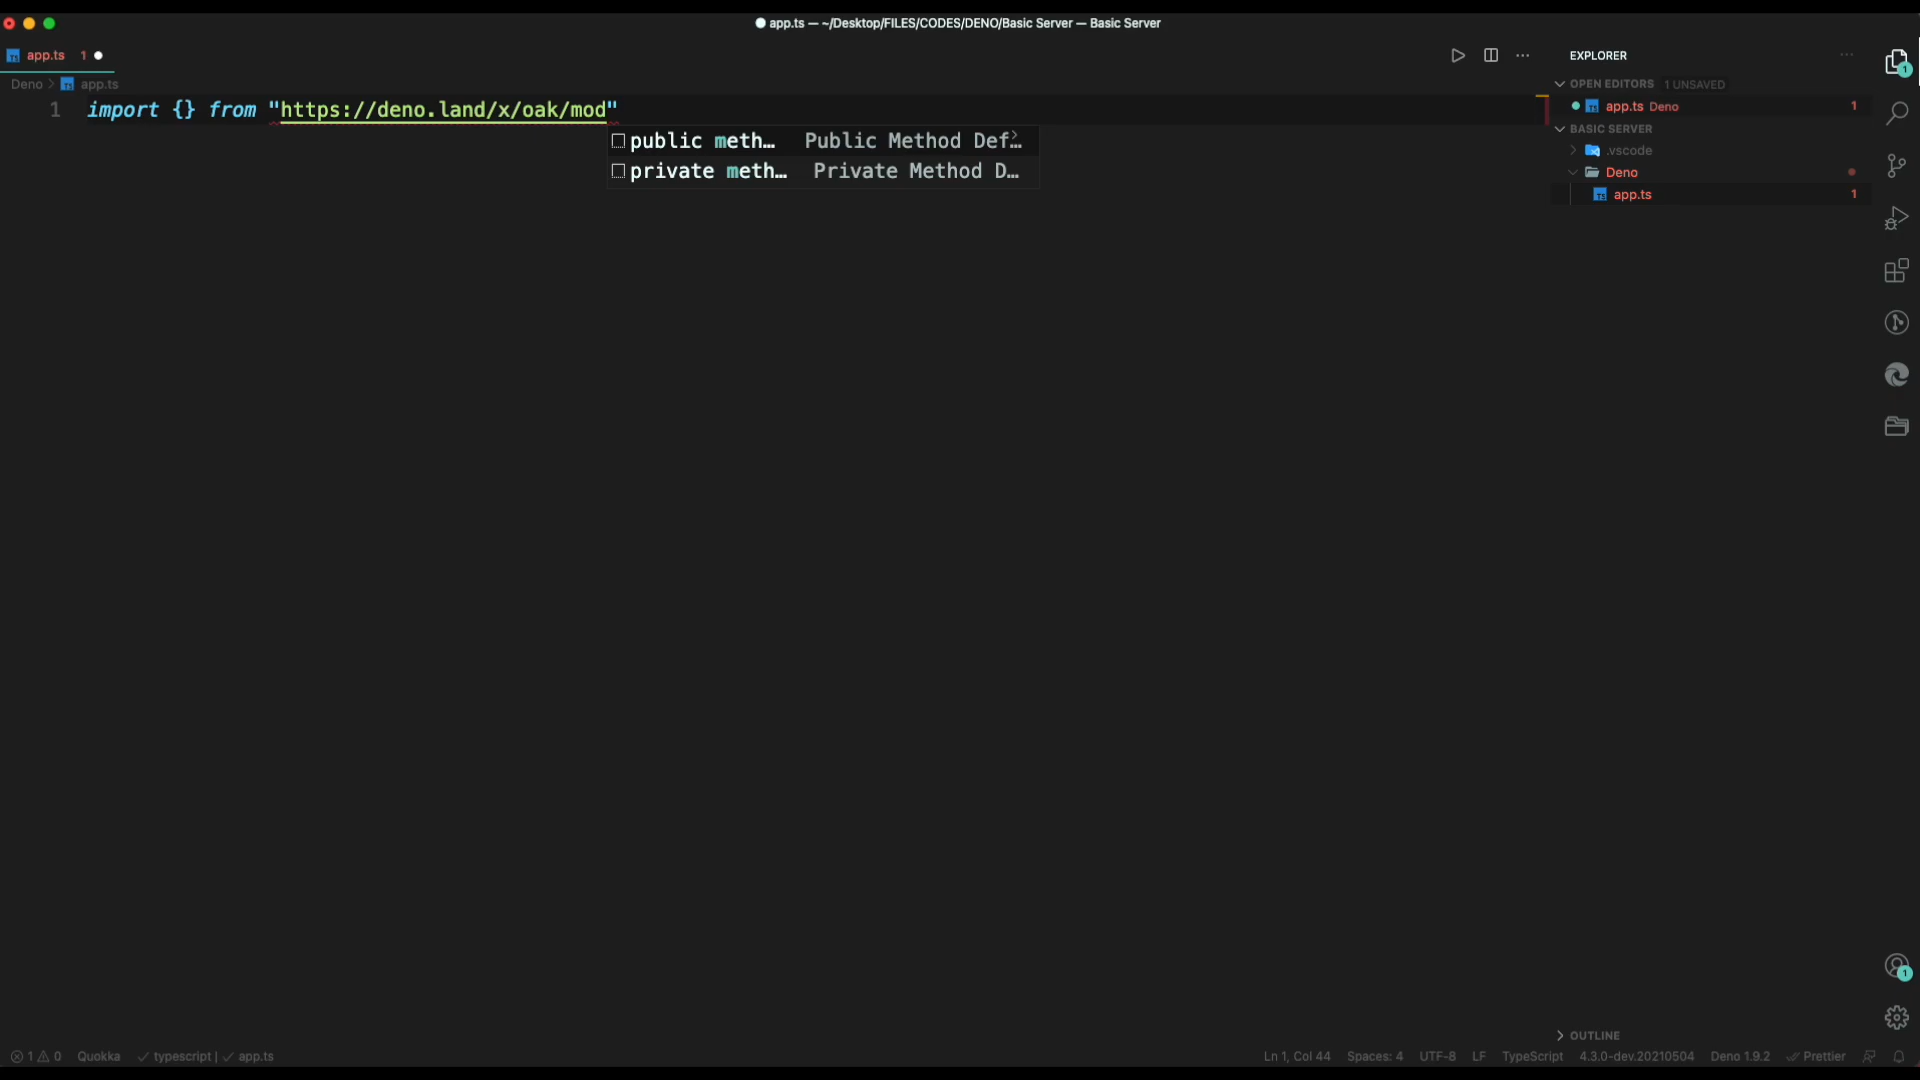 app.ts — ~/Desktop/FILES/CODES/DENO/Basic Server — Basic Server
app.ts 1
Deno > app.ts
1 import {} from "https://deno.land/x/oak/mod"
public meth… Public Method Def…
private meth… Private Method D…
EXPLORER
OPEN EDITORS 1 UNSAVED
app.ts Deno 1
BASIC SERVER
.vscode
Deno
app.ts 1
1
1
OUTLINE
1 0 Quokka typescript | app.ts
Ln 1, Col 44 Spaces: 4 UTF-8 LF TypeScript 4.3.0-dev.20210504 Deno 1.9.2 Prettier